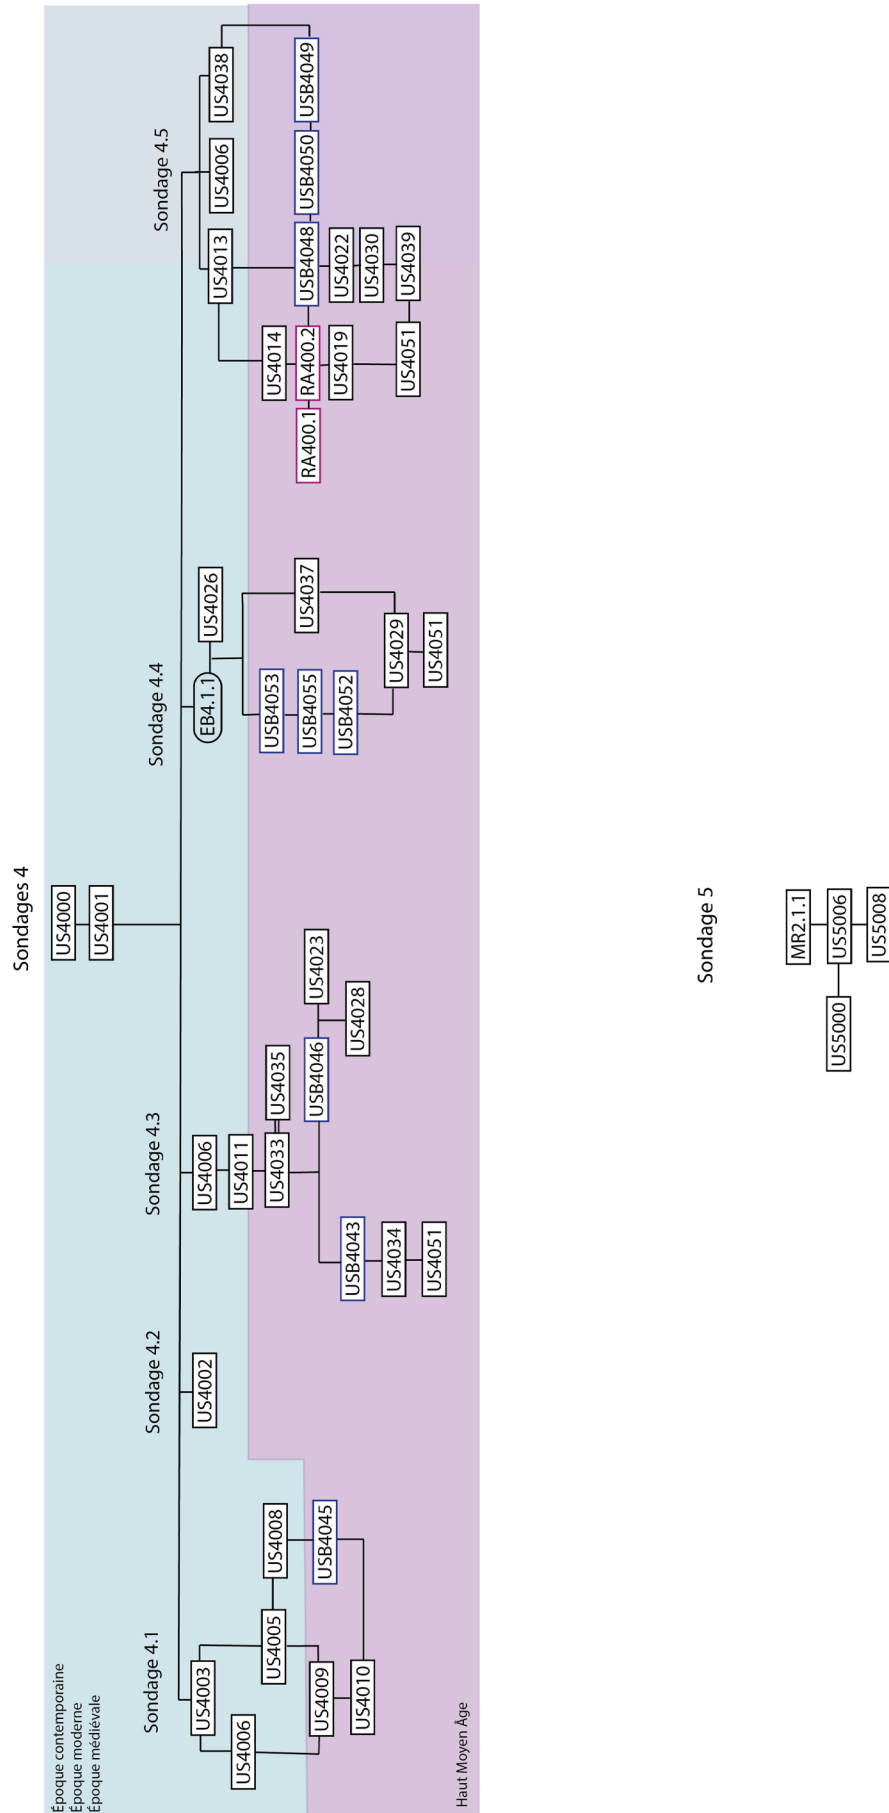 Sondages 4
Époque contemporaine
Époque moderne
Époque médiévale
US4000
US4001
Sondage 4.1
US4003
US4006
US4005
US4008
US4009
USB4045
US4010
Sondage 4.2
US4002
Sondage 4.3
US4006
US4011
US4033
US4035
USB4046
US4023
US4028
USB4043
US4034
US4051
Sondage 4.4
EB4.1.1
US4026
USB4053
USB4055
USB4052
US4037
US4029
US4051
Sondage 4.5
US4013
US4006
US4038
US4014
RA400.1
RA400.2
USB4048
USB4050
USB4049
US4019
US4022
US4030
US4051
US4039
Haut Moyen Âge
Sondage 5
MR2.1.1
US5000
US5006
US5008